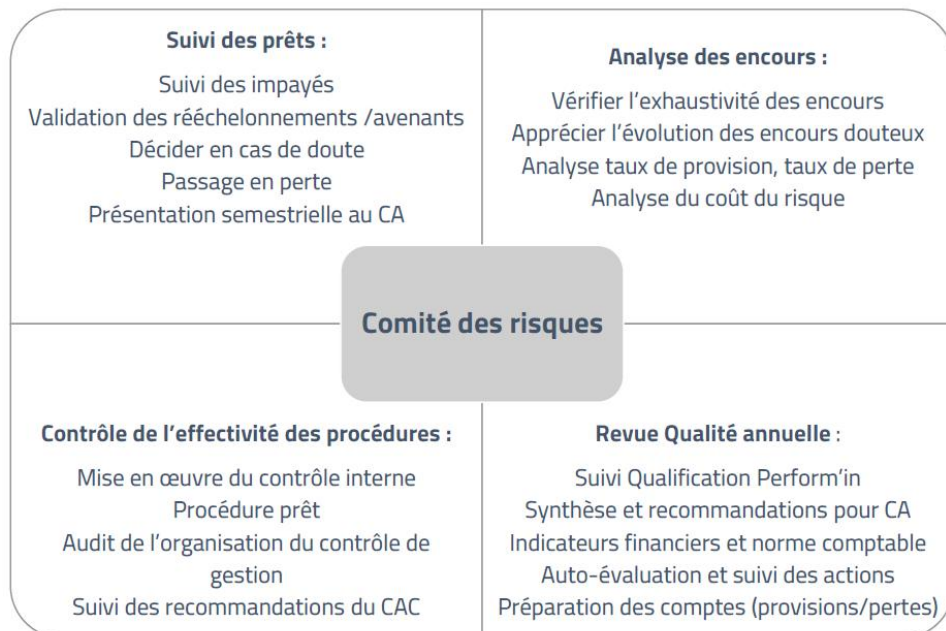 Suivi des prêts :
Suivi des impayés
Validation des rééchelonnements /avenants
Décider en cas de doute
Passage en perte
Présentation semestrielle au CA
Analyse des encours :
Vérifier l’exhaustivité des encours
Apprécier l’évolution des encours douteux
Analyse taux de provision, taux de perte
Analyse du coût du risque
Comité des risques
Contrôle de l’effectivité des procédures :
Mise en œuvre du contrôle interne
Procédure prêt
Audit de l’organisation du contrôle de
gestion
Suivi des recommandations du CAC
Revue Qualité annuelle :
Suivi Qualification Perform’in
Synthèse et recommandations pour CA
Indicateurs financiers et norme comptable
Auto-évaluation et suivi des actions
Préparation des comptes (provisions/pertes)